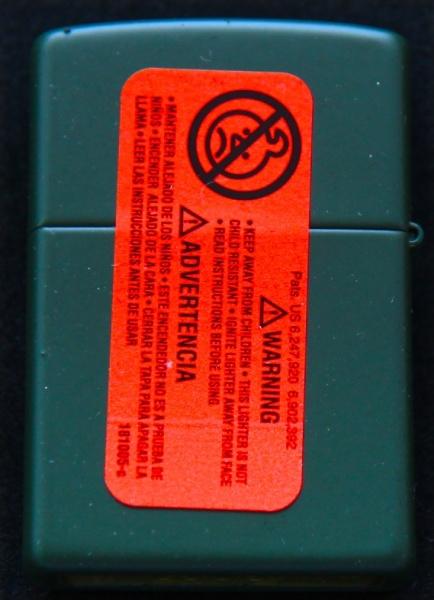 Pats. US 6,247,920 6,902,392
⚠WARNING
• KEEP AWAY FROM CHILDREN • THIS LIGHTER IS NOT
CHILD RESISTANT • IGNITE LIGHTER AWAY FROM FACE
• READ INSTRUCTIONS BEFORE USING
⚠ADVERTENCIA
• MANTENER ALEJADO DE LOS NIÑOS • ESTE ENCENDEDOR NO ES A PRUEBA DE
NIÑOS • ENCENDER ALEJADO DE LA CARA • CERRAR LA TAPA PARA APAGAR LA
LLAMA • LEER LAS INSTRUCCIONES ANTES DE USAR
181005-c